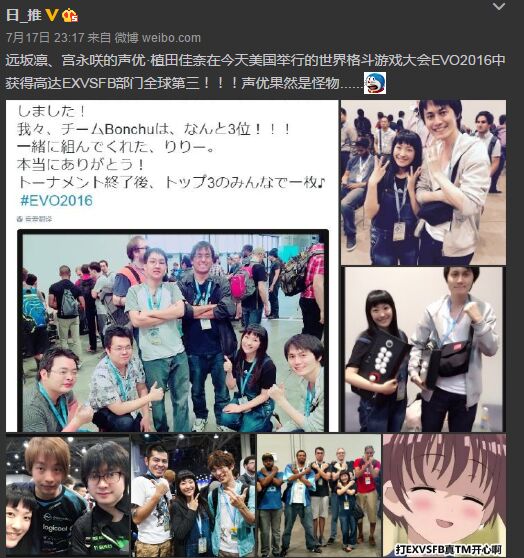 日_推
7月17日 23:17 来自 微博 weibo.com
远坂凛、宫永咲的声优·植田佳奈在今天美国举行的世界格斗游戏大会EVO2016中
获得高达EXVSFB部门全球第三！！！声优果然是怪物......
しました！
我々、チームBonchuは、なんと3位！！！
一緒に組んでくれた、りりー。
本当にありがとう！
トーナメント終了後、トップ3のみんなで一枚♪
#EVO2016
logicool
打EXVSFB真TM开心啊